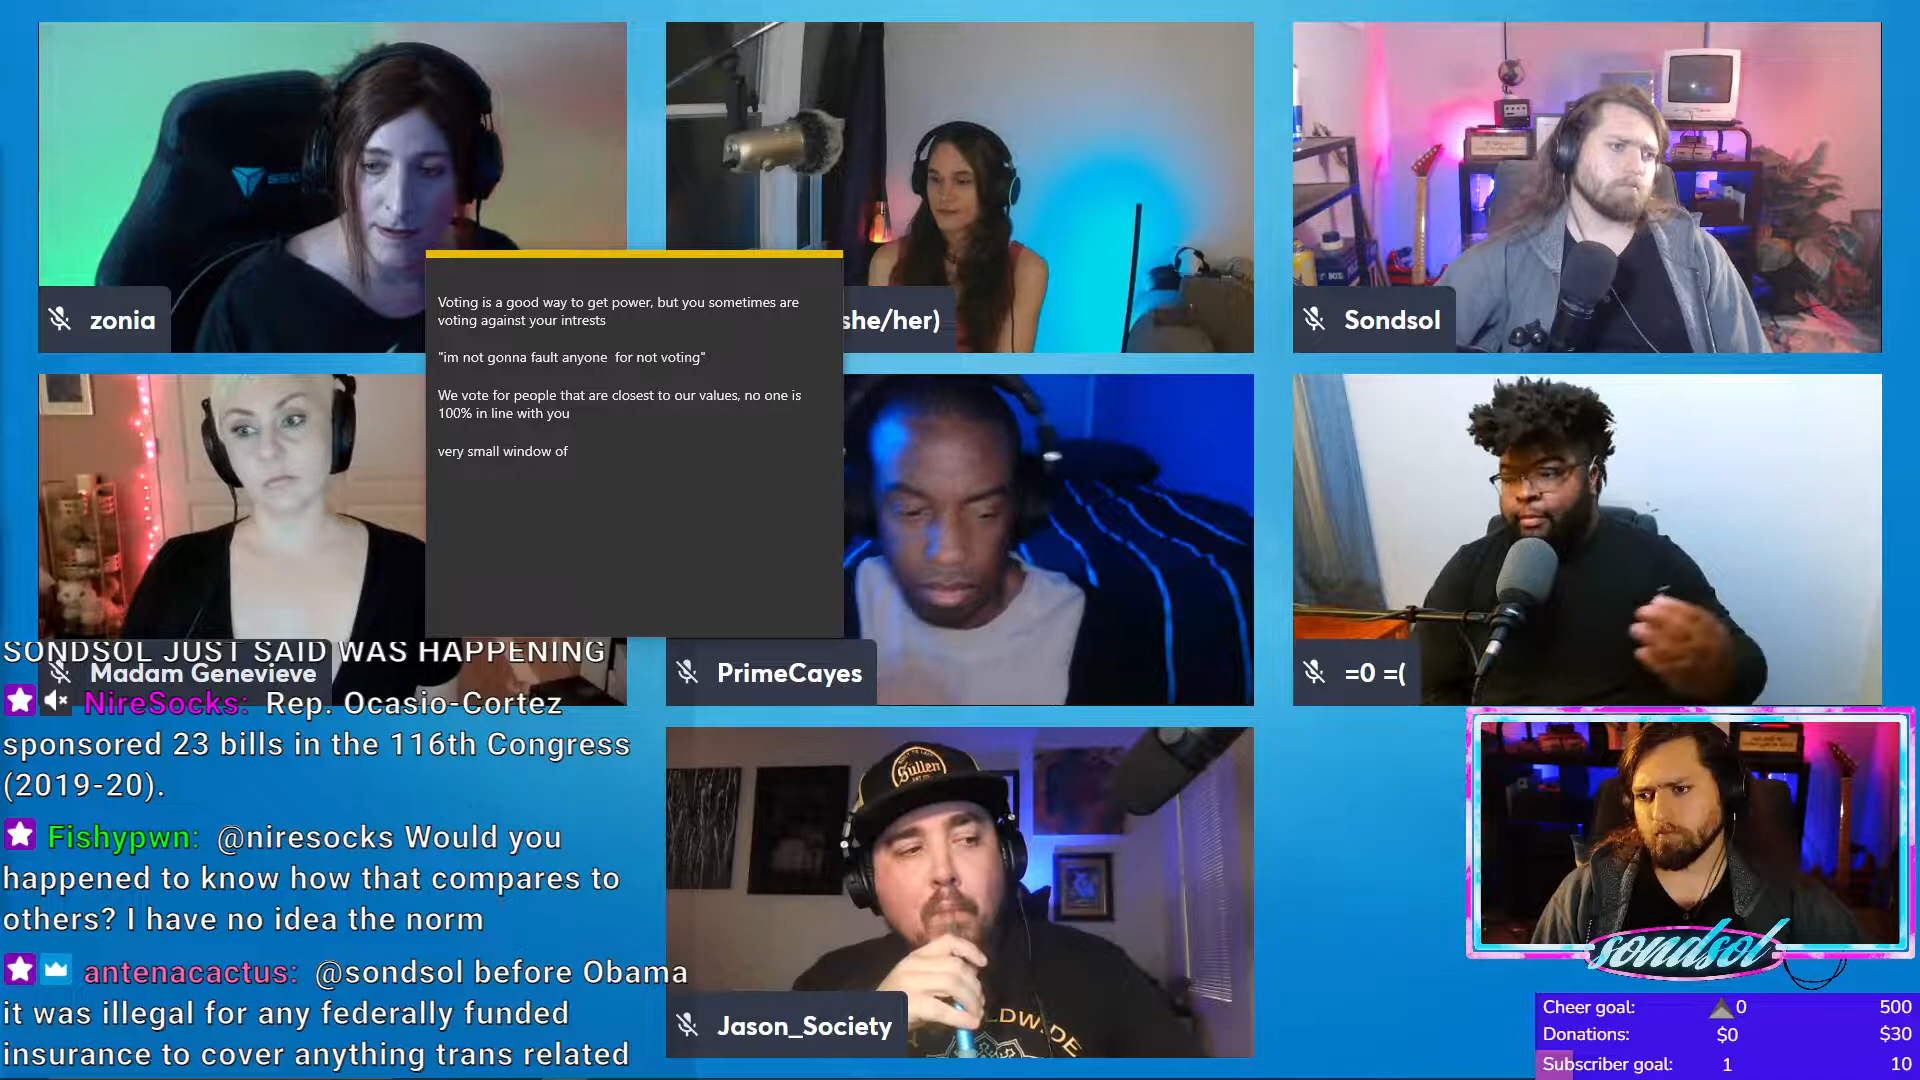 zonia
she/her)
Sondsol
Voting is a good way to get power, but you sometimes are
voting against your intrests
"im not gonna fault anyone  for not voting"
We vote for people that are closest to our values, no one is
100% in line with you
very small window of
SONDSOL JUST SAID WAS HAPPENING
Madam Genevieve
PrimeCayes
=0 =(
NireSocks: Rep. Ocasio-Cortez
sponsored 23 bills in the 116th Congress
(2019-20).
Fishypwn: @niresocks Would you
happened to know how that compares to
others? I have no idea the norm
antenacactus: @sondsol before Obama
it was illegal for any federally funded
insurance to cover anything trans related
Sullen
Jason_Society
sondsol
Cheer goal: 0 500
Donations: $0 $30
Subscriber goal: 1 10